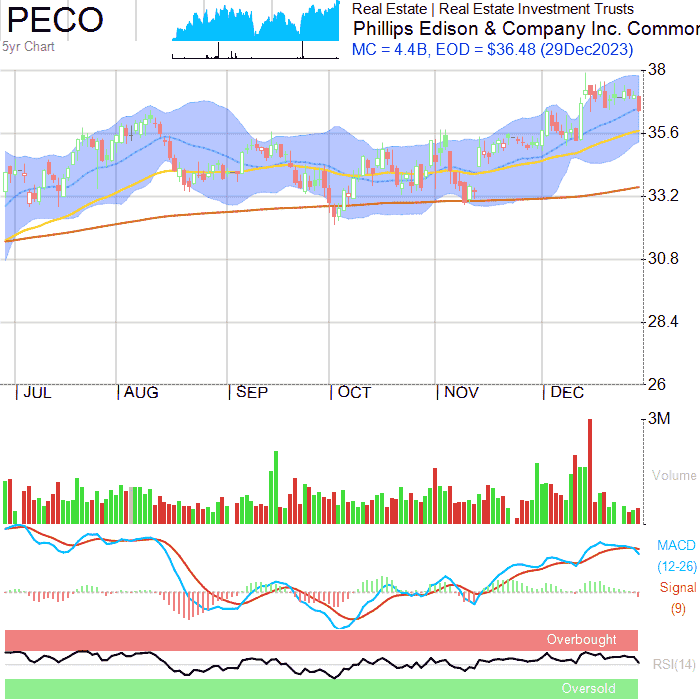 PECO
5yr Chart
Real Estate | Real Estate Investment Trusts
Phillips Edison & Company Inc. Common
MC = 4.4B, EOD = $36.48 (29Dec2023)
38
35.6
33.2
30.8
28.4
26
JUL AUG SEP OCT NOV DEC
3M
Volume
MACD
(12-26)
Signal
(9)
Overbought
RSI(14)
Oversold